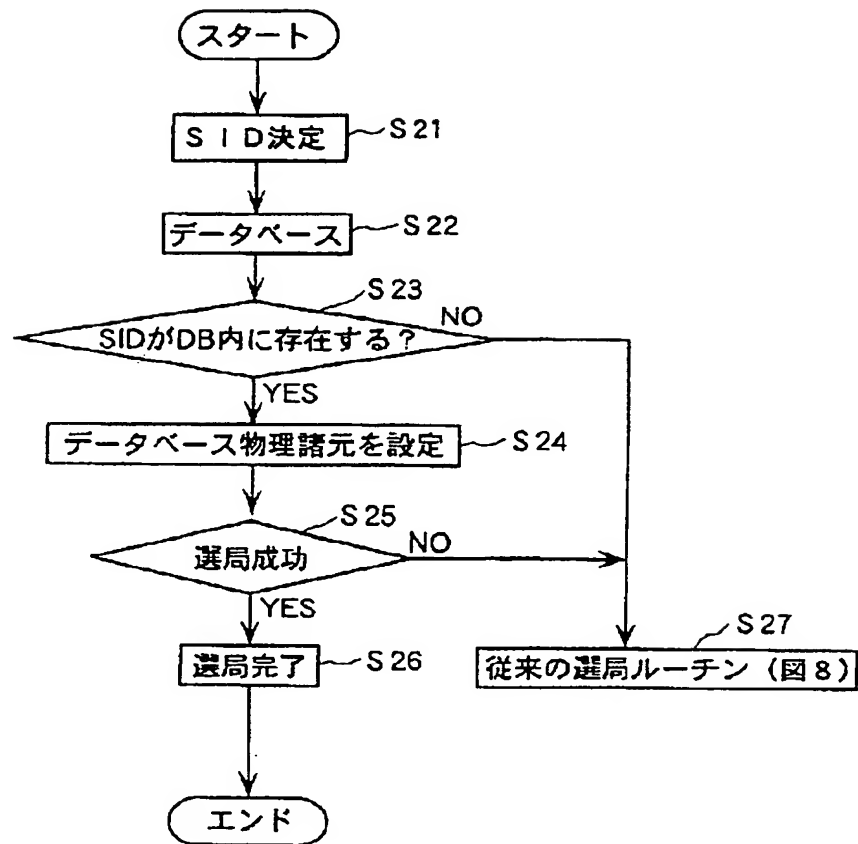 スタート
SID決定
S21
データベース
S22
S23
SIDがDB内に存在する？
NO
YES
データベース物理諸元を設定
S24
S25
選局成功
NO
YES
選局完了
S26
S27
従来の選局ルーチン（図8）
エンド